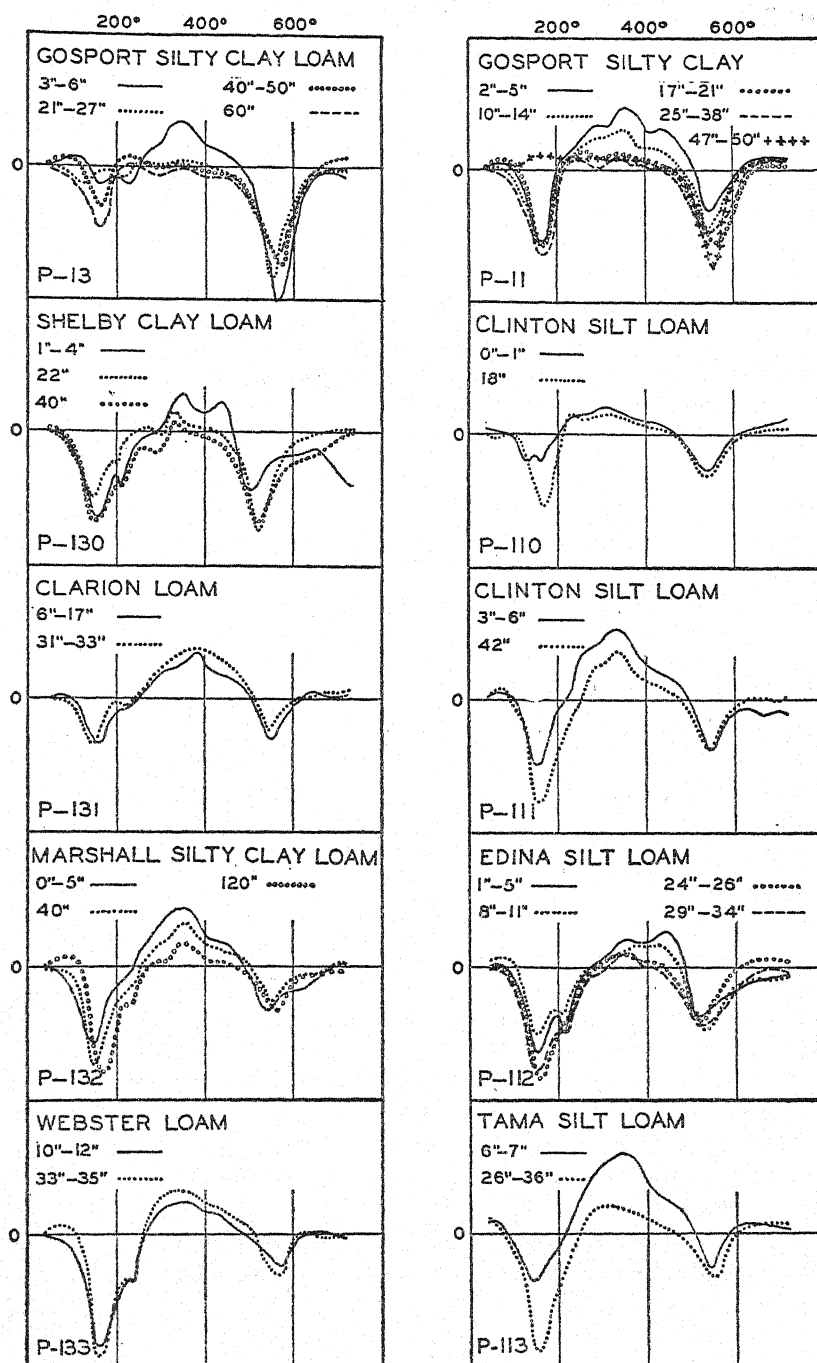 200° 400° 600°
GOSPORT SILTY CLAY LOAM
3"–6" 40"–50"
21"–27" 60"
0
P–13
SHELBY CLAY LOAM
1"–4"
22"
40"
0
P–130
CLARION LOAM
6"–17"
31"–33"
0
P–131
MARSHALL SILTY CLAY LOAM
0"–5" 120"
40"
0
P–132
WEBSTER LOAM
10"–12"
33"–35"
0
P–133
200° 400° 600°
GOSPORT SILTY CLAY
2"–5" 17"–21"
10"–14" 25"–38"
47"–50"
0
P–11
CLINTON SILT LOAM
0"–1"
18"
0
P–110
CLINTON SILT LOAM
3"–6"
42"
0
P–111
EDINA SILT LOAM
1"–5" 24"–26"
8"–11" 29"–34"
0
P–112
TAMA SILT LOAM
6"–7"
26"–36"
0
P-113